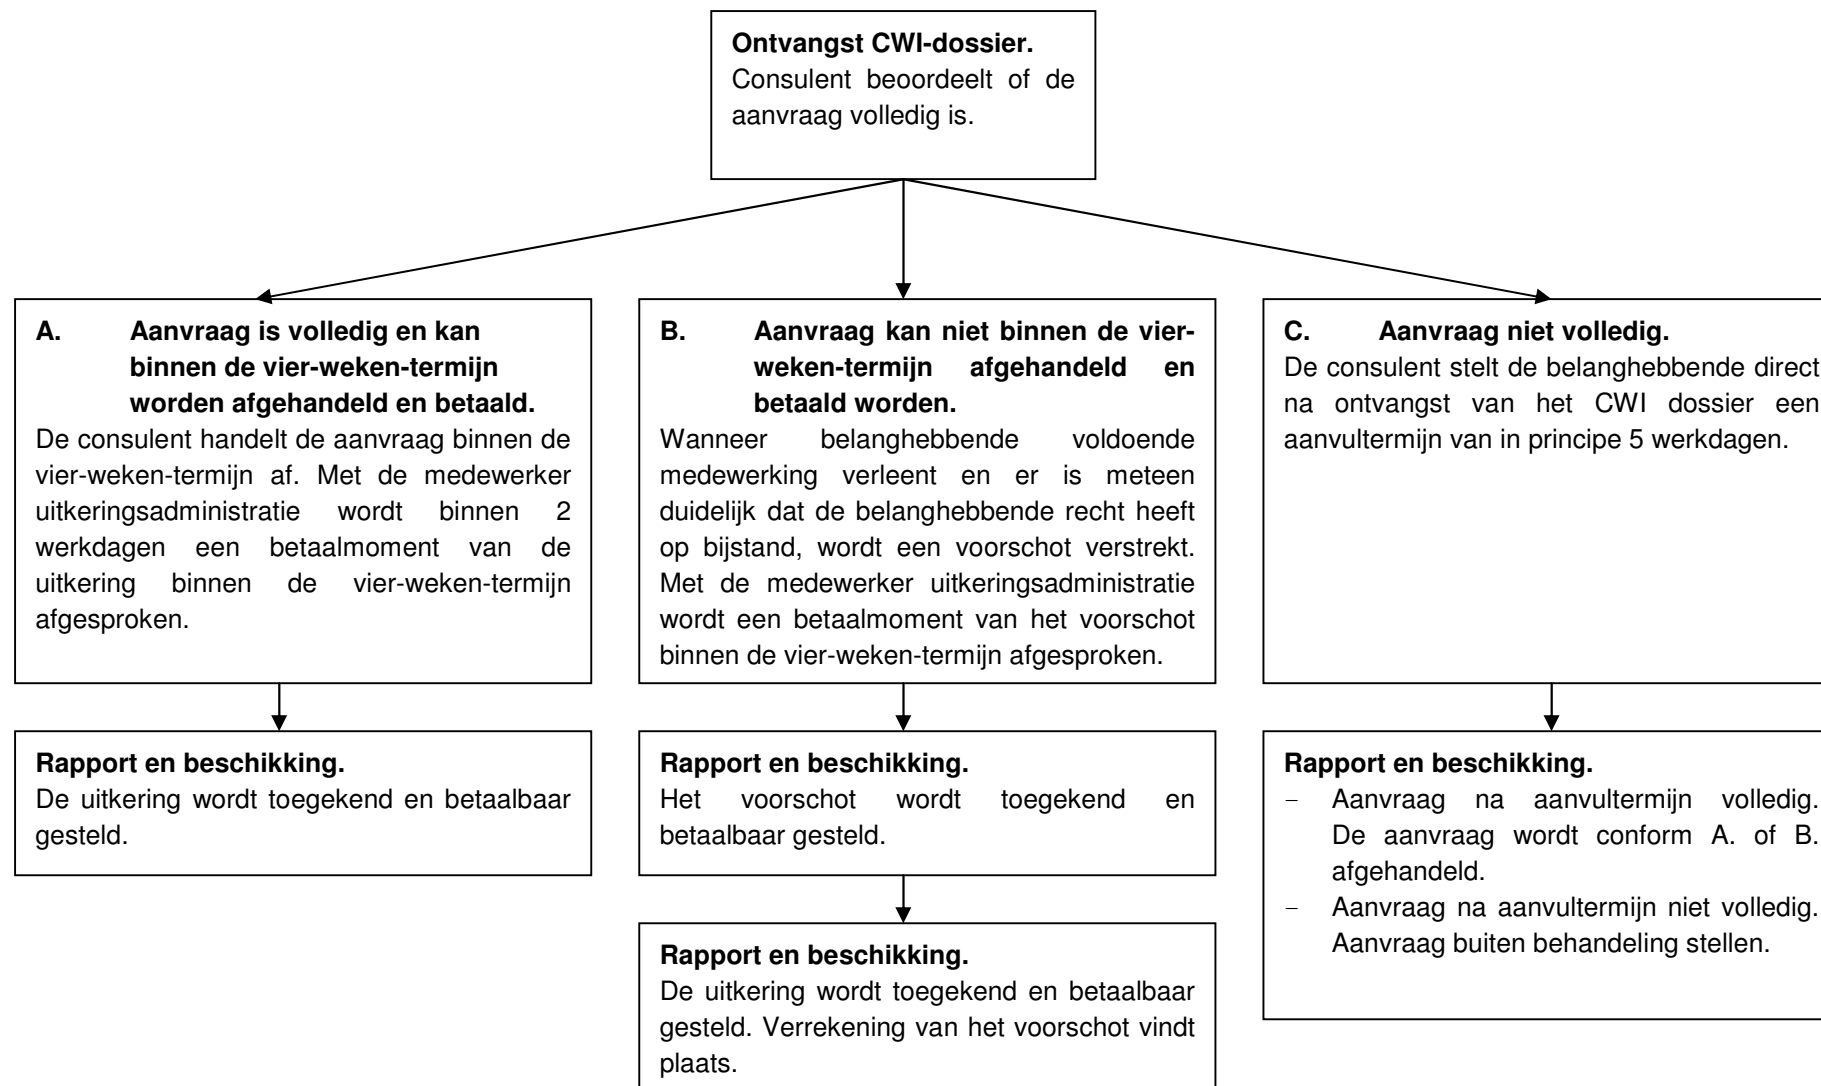 Ontvangst CWI-dossier.
Consulent beoordeelt of de
aanvraag volledig is.
A. Aanvraag is volledig en kan
binnen de vier-weken-termijn
worden afgehandeld en betaald.
De consulent handelt de aanvraag binnen de
vier-weken-termijn af. Met de medewerker
uitkeringsadministratie wordt binnen 2
werkdagen een betaalmoment van de
uitkering binnen de vier-weken-termijn
afgesproken.
B. Aanvraag kan niet binnen de vier-
weken-termijn afgehandeld en
betaald worden.
Wanneer belanghebbende voldoende
medewerking verleent en er is meteen
duidelijk dat de belanghebbende recht heeft
op bijstand, wordt een voorschot verstrekt.
Met de medewerker uitkeringsadministratie
wordt een betaalmoment van het voorschot
binnen de vier-weken-termijn afgesproken.
C. Aanvraag niet volledig.
De consulent stelt de belanghebbende direct
na ontvangst van het CWI dossier een
aanvultermijn van in principe 5 werkdagen.
Rapport en beschikking.
De uitkering wordt toegekend en betaalbaar
gesteld.
Rapport en beschikking.
Het voorschot wordt toegekend en
betaalbaar gesteld.
Rapport en beschikking.
– Aanvraag na aanvultermijn volledig.
De aanvraag wordt conform A. of B.
afgehandeld.
– Aanvraag na aanvultermijn niet volledig.
Aanvraag buiten behandeling stellen.
Rapport en beschikking.
De uitkering wordt toegekend en betaalbaar
gesteld. Verrekening van het voorschot vindt
plaats.